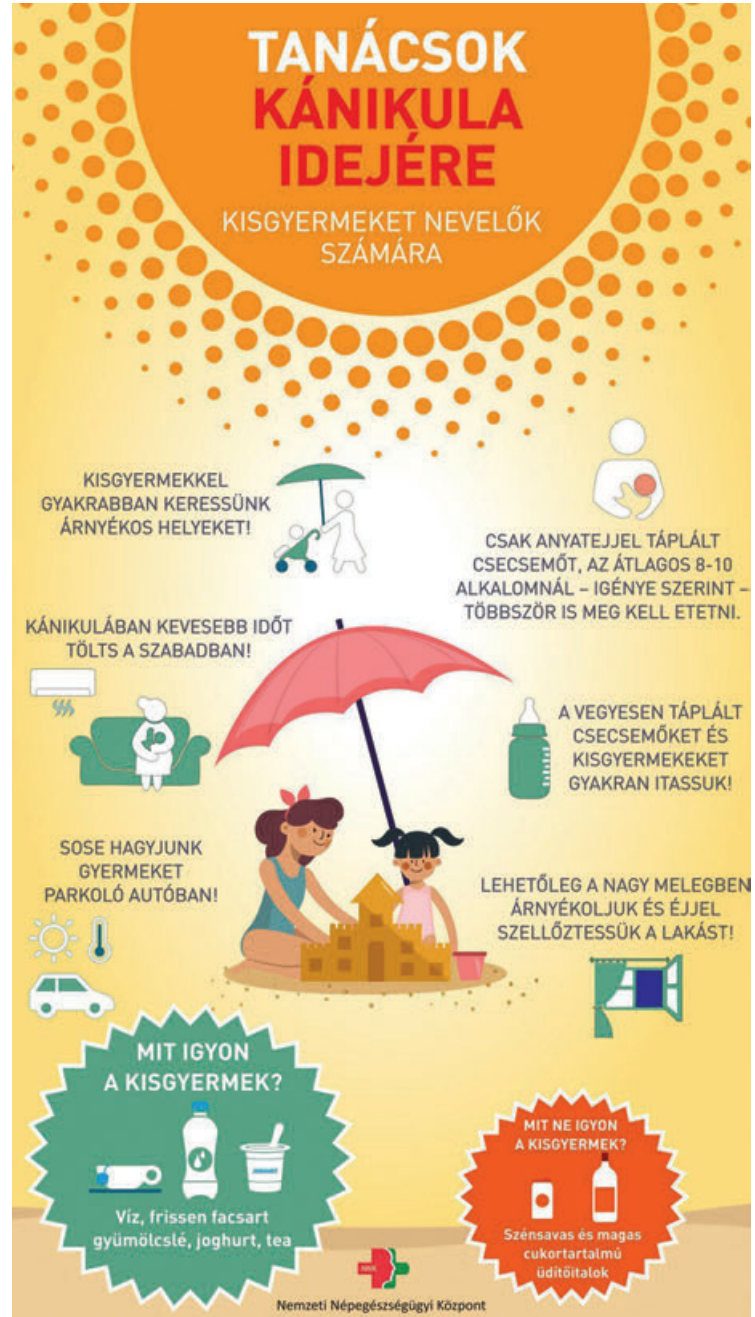 TANÁCSOK
KÁNIKULA
IDEJÉRE
KISGYERMEKET NEVELŐK
SZÁMÁRA
KISGYERMEKKEL
GYAKRABBAN KERESSÜNK
ÁRNYÉKOS HELYEKET!
CSAK ANYATEJJEL TÁPLÁLT
CSECSEMŐT, AZ ÁTLAGOS 8-10
ALKALOMNÁL – IGÉNYE SZERINT –
TÖBBSZÖR IS MEG KELL ETETNI.
KÁNIKULÁBAN KEVESEBB IDŐT
TÖLTS A SZABADBAN!
A VEGYESEN TÁPLÁLT
CSECSEMŐKET ÉS
KISGYERMEKEKET
GYAKRAN ITASSUK!
SOSE HAGYJUNK
GYERMEKET
PARKOLÓ AUTÓBAN!
LEHETŐLEG A NAGY MELEGBEN
ÁRNYÉKOLJUK ÉS ÉJJEL
SZELLŐZTESSÜK A LAKÁST!
MIT IGYON
A KISGYERMEK?
Víz, frissen facsart
gyümölcslé, joghurt, tea
MIT NE IGYON
A KISGYERMEK?
Szénsavas és magas
cukortartalmú
üdítőitalok
NNK
Nemzeti Népegészségügyi Központ